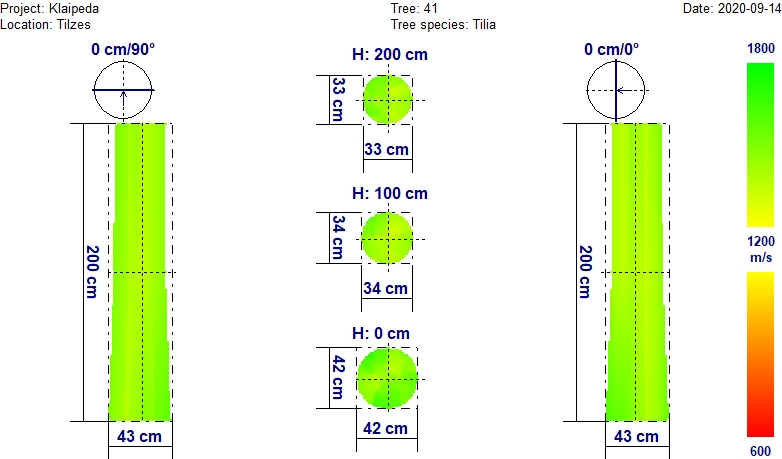 Project: Klaipeda
Tree: 41
Date: 2020-09-14
Location: Tilzes
Tree species: Tilia
0 cm/90°
H: 200 cm
0 cm/0°
1800
33 cm
33 cm
H: 100 cm
34 cm
34 cm
200 cm
200 cm
1200
m/s
H: 0 cm
42 cm
42 cm
43 cm
43 cm
600